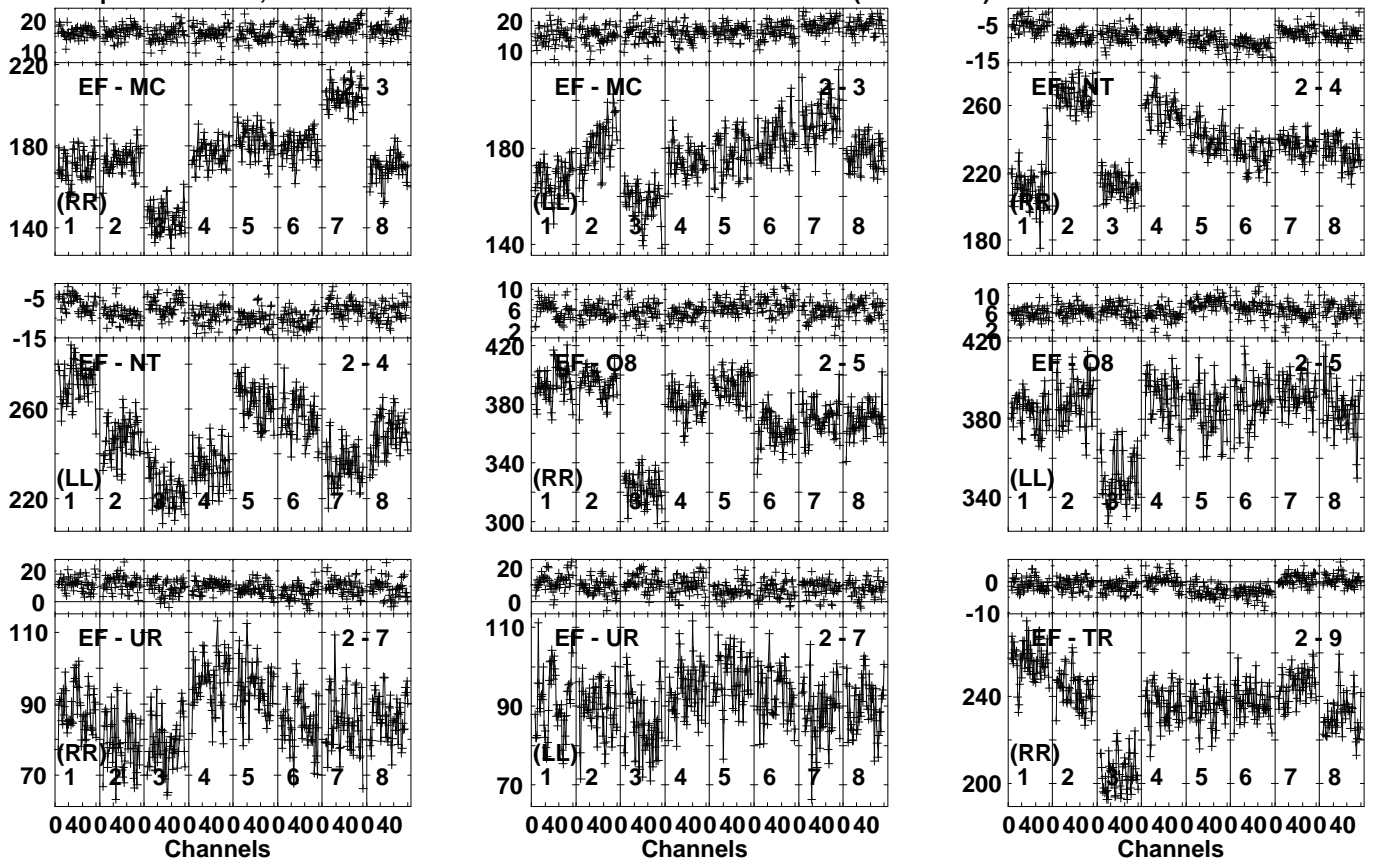 20
10
220
180
140
EF - MC 2 - 3
(RR)
1 2 3 4 5 6 7 8
20
10
180
140
EF - MC 2 - 3
(LL)
1 2 3 4 5 6 7 8
-5
-15
260
220
180
EF - NT 2 - 4
(RR)
1 2 3 4 5 6 7 8
-5
-15
260
220
EF - NT 2 - 4
(LL)
1 2 3 4 5 6 7 8
10
6
2
420
380
340
300
EF - O8 2 - 5
(RR)
1 2 3 4 5 6 7 8
10
6
2
420
380
340
EF - O8 2 - 5
(LL)
1 2 3 4 5 6 7 8
20
0
110
90
70
EF - UR 2 - 7
(RR)
1 2 3 4 5 6 7 8
0 40 0 40 0 40 0 40 0 40 0 40 0 40 0 40
Channels
20
0
110
90
70
EF - UR 2 - 7
(LL)
1 2 3 4 5 6 7 8
0 40 0 40 0 40 0 40 0 40 0 40 0 40 0 40
Channels
0
-10
240
200
EF - TR 2 - 9
(RR)
1 2 3 4 5 6 7 8
0 40 0 40 0 40 0 40 0 40 0 40 0 40 0 40
Channels